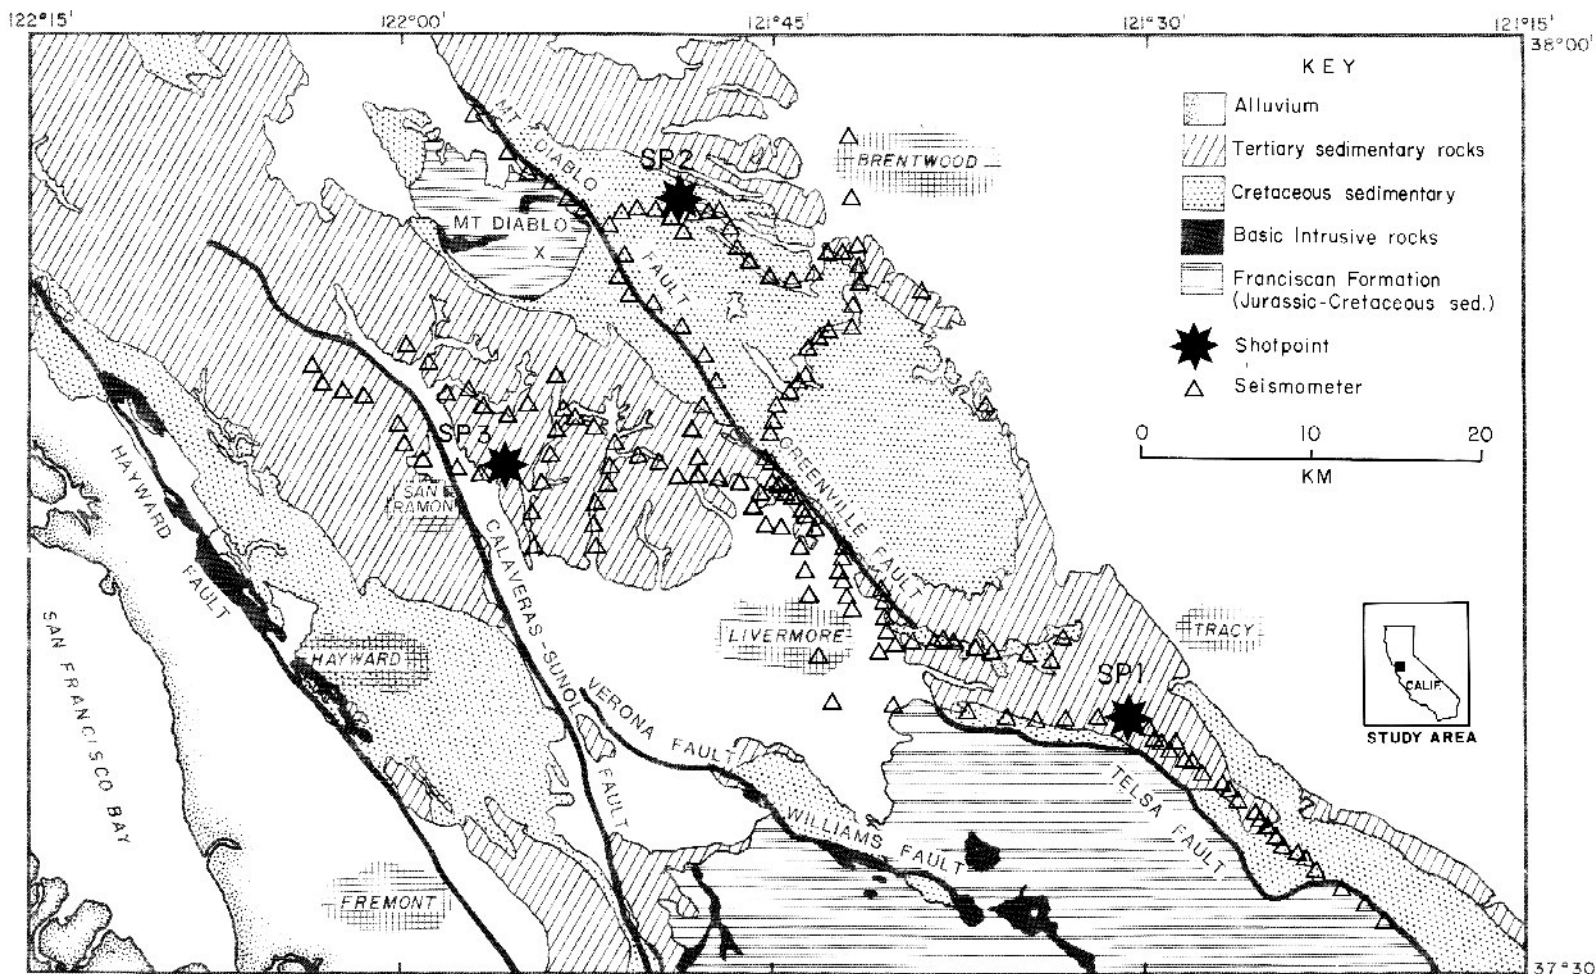 122°15'
122°00'
121°45'
121°30'
121°15'
38°00'
KEY
Alluvium
Tertiary sedimentary rocks
Cretaceous sedimentary
Basic Intrusive rocks
Franciscan Formation
(Jurassic-Cretaceous sed.)
Shotpoint
Seismometer
0 10 20
KM
MT DIABLO
FAULT
SP2
BRENTWOOD
MT DIABLO
X
SP3
SAN
RAMON
HAYWARD
FAULT
CALAVERAS-SUNOL
FAULT
GREENVILLE FAULT
LIVERMORE
TRACY
HAYWARD
SAN FRANCISCO BAY
VERONA FAULT
SP1
CALIF.
STUDY AREA
TELSA FAULT
WILLIAMS FAULT
?
FREMONT
37°30